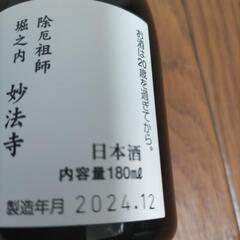 お酒は20歳を過ぎてから。
除厄祖師
堀之内 妙法寺
日本酒
内容量180ml
製造年月 2024.12